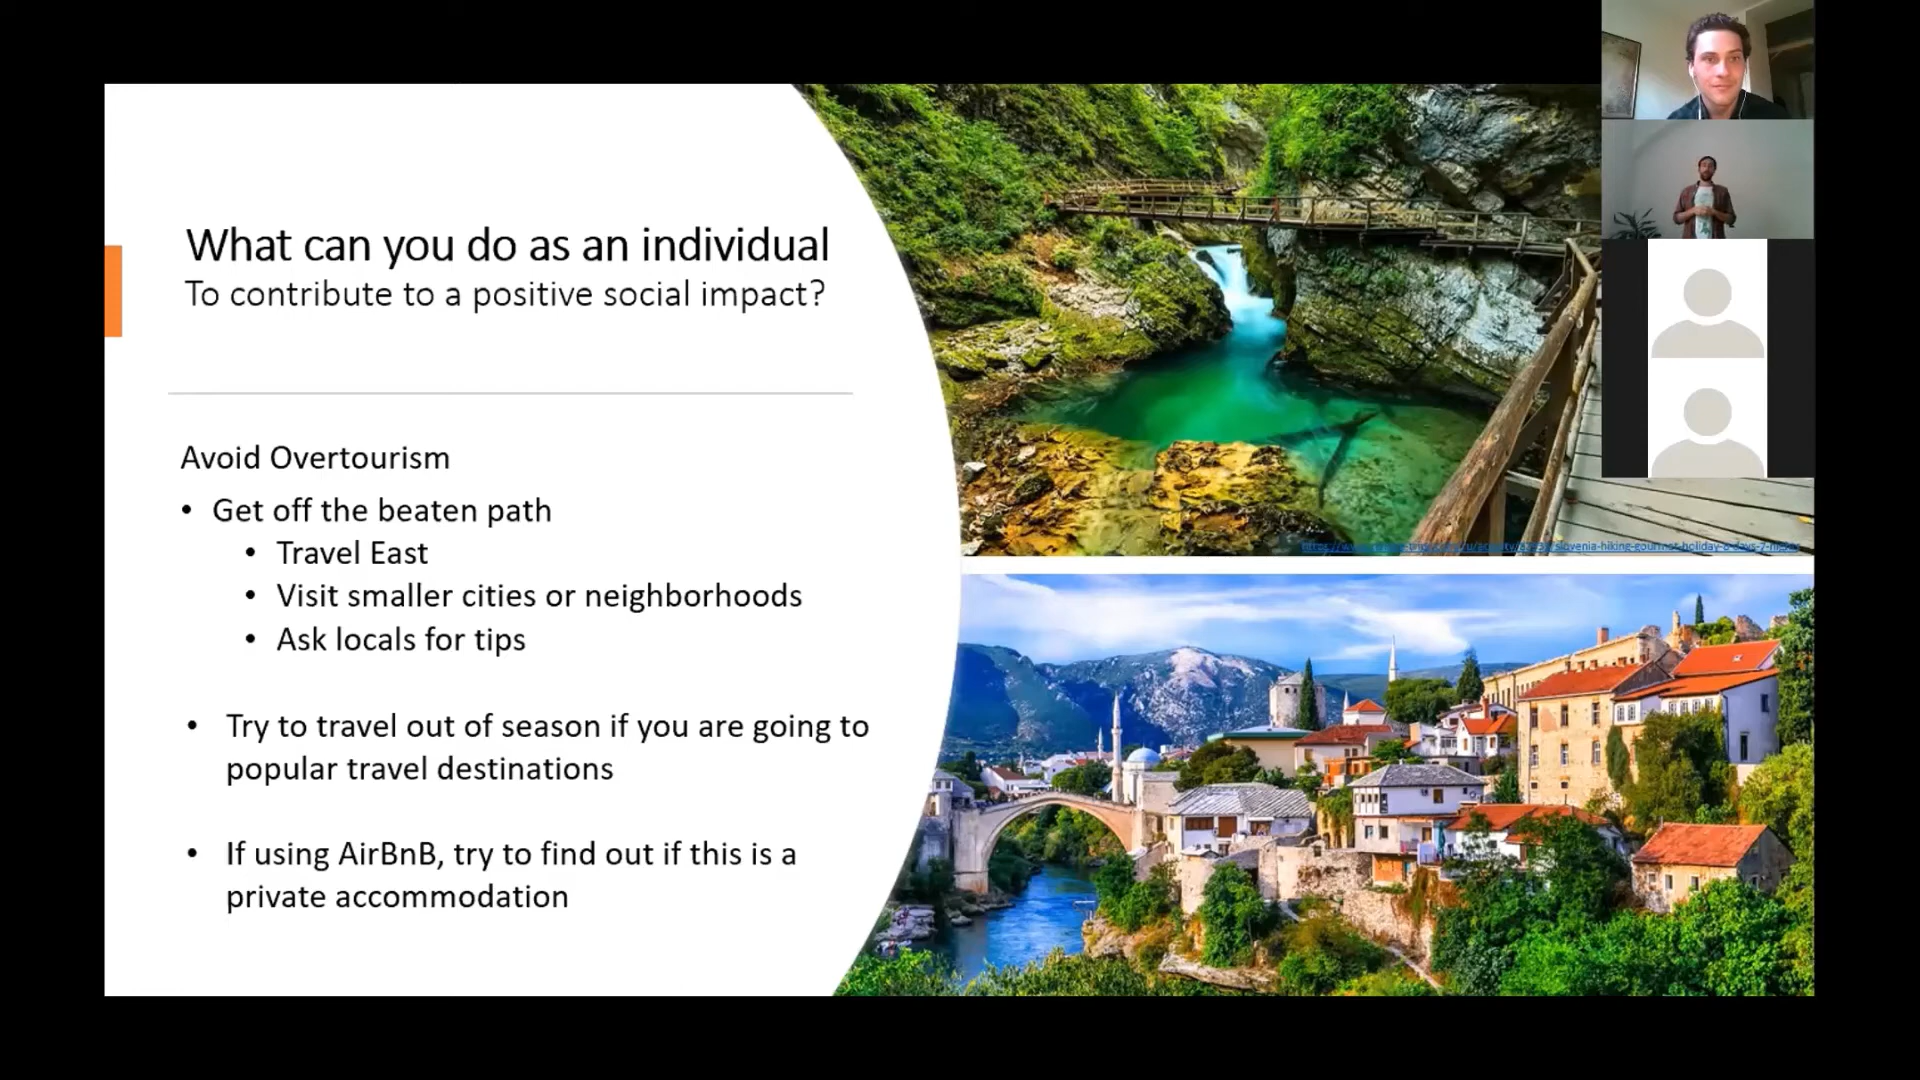 What can you do as an individual
To contribute to a positive social impact?
Avoid Overtourism
• Get off the beaten path
• Travel East
• Visit smaller cities or neighborhoods
• Ask locals for tips
• Try to travel out of season if you are going to
popular travel destinations
• If using AirBnB, try to find out if this is a
private accommodation